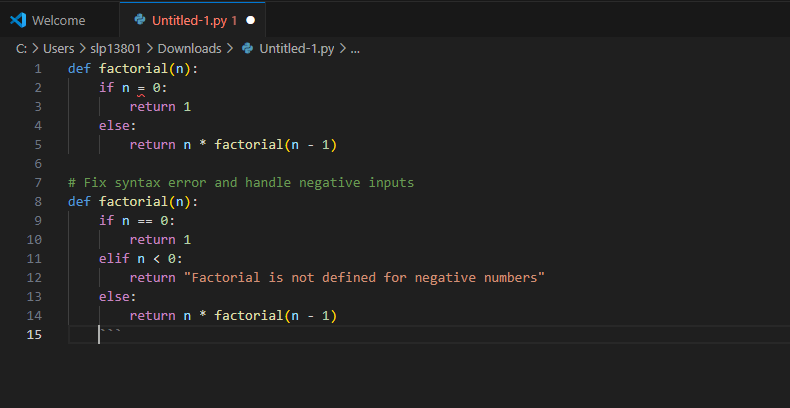 Welcome
Untitled-1.py 1
C: > Users > slp13801 > Downloads > Untitled-1.py > ...
1 def factorial(n):
2     if n = 0:
3         return 1
4     else:
5         return n * factorial(n - 1)
6
7 # Fix syntax error and handle negative inputs
8 def factorial(n):
9     if n == 0:
10         return 1
11     elif n < 0:
12         return "Factorial is not defined for negative numbers"
13     else:
14         return n * factorial(n - 1)
15     ```